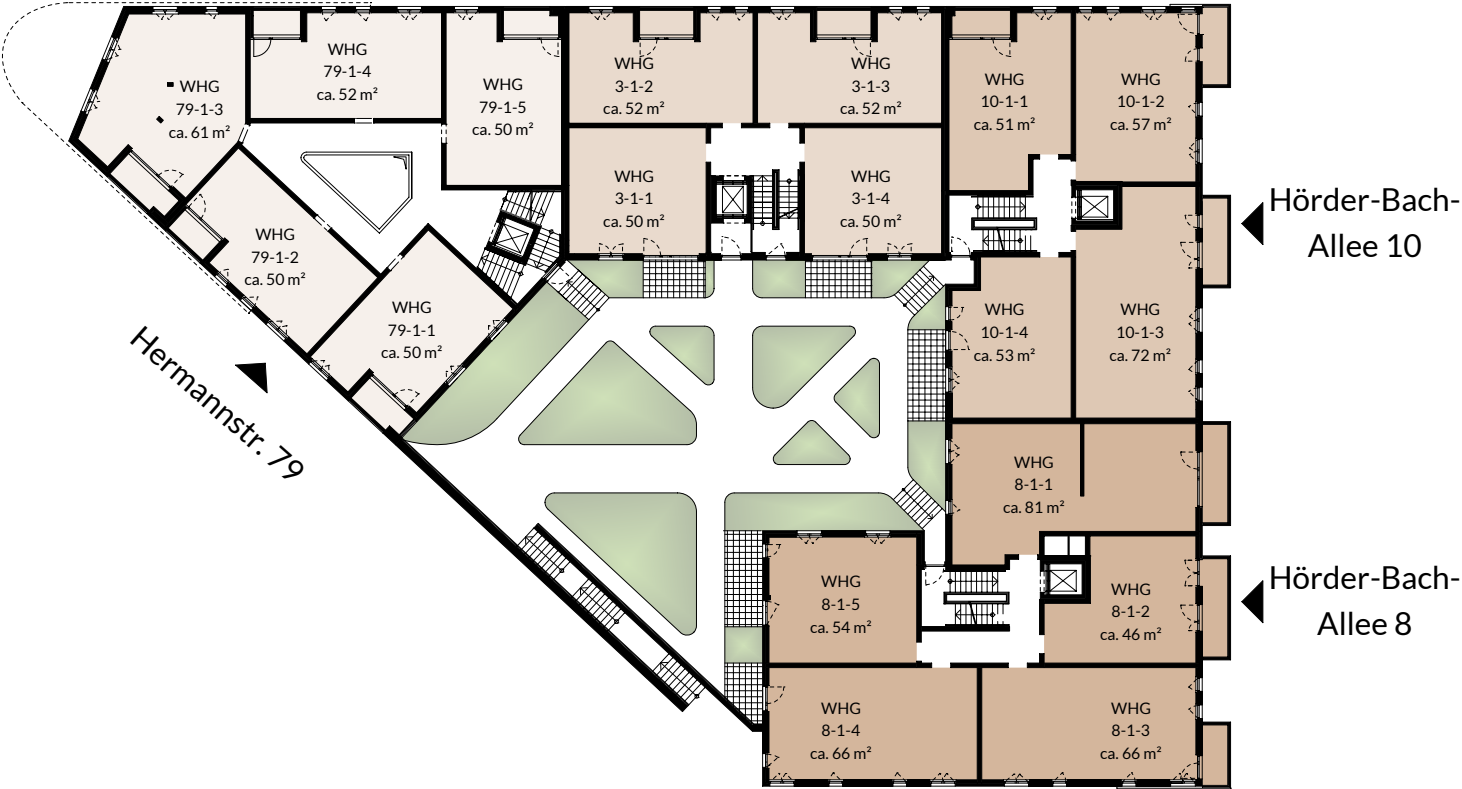 WHG
79-1-3
ca. 61 m²
WHG
79-1-4
ca. 52 m²
WHG
79-1-5
ca. 50 m²
WHG
3-1-2
ca. 52 m²
WHG
3-1-3
ca. 52 m²
WHG
10-1-1
ca. 51 m²
WHG
10-1-2
ca. 57 m²
WHG
79-1-2
ca. 50 m²
WHG
79-1-1
ca. 50 m²
WHG
3-1-1
ca. 50 m²
WHG
3-1-4
ca. 50 m²
Hörder-Bach-
Allee 10
WHG
10-1-4
ca. 53 m²
WHG
10-1-3
ca. 72 m²
Hermannstr. 79
WHG
8-1-1
ca. 81 m²
WHG
8-1-5
ca. 54 m²
WHG
8-1-2
ca. 46 m²
Hörder-Bach-
Allee 8
WHG
8-1-4
ca. 66 m²
WHG
8-1-3
ca. 66 m²